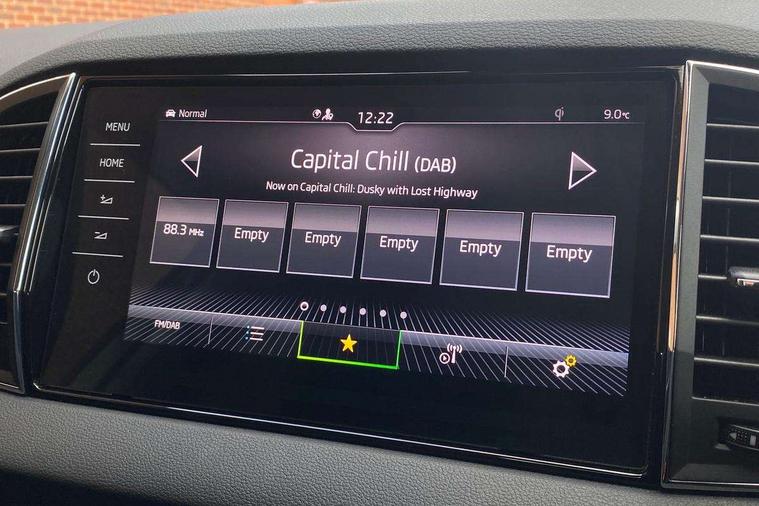 Normal
12:22
qi
9.0°C
MENU
HOME
Capital Chill (DAB)
Now on Capital Chill: Dusky with Lost Highway
88.3 MHz
Empty
Empty
Empty
Empty
Empty
FM/DAB